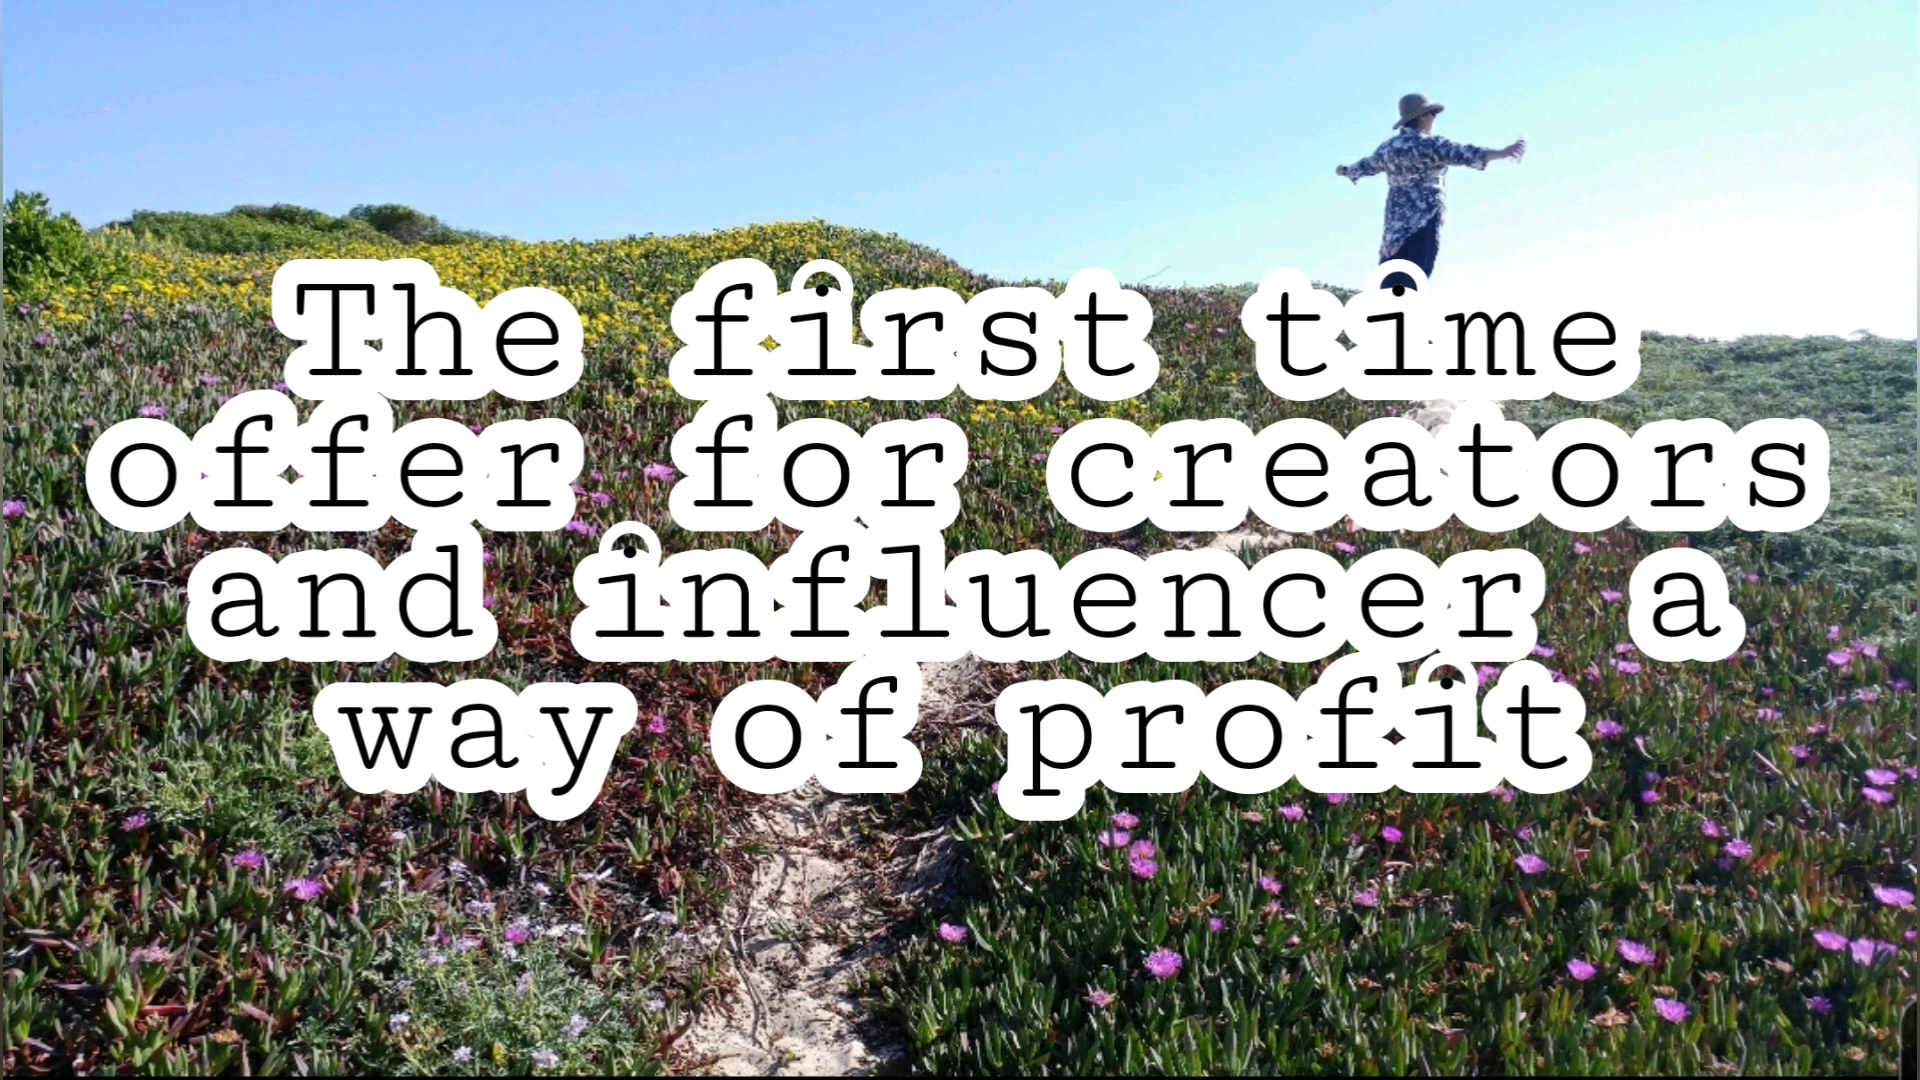 The first time
offer for creators
and influencer a
way of profit